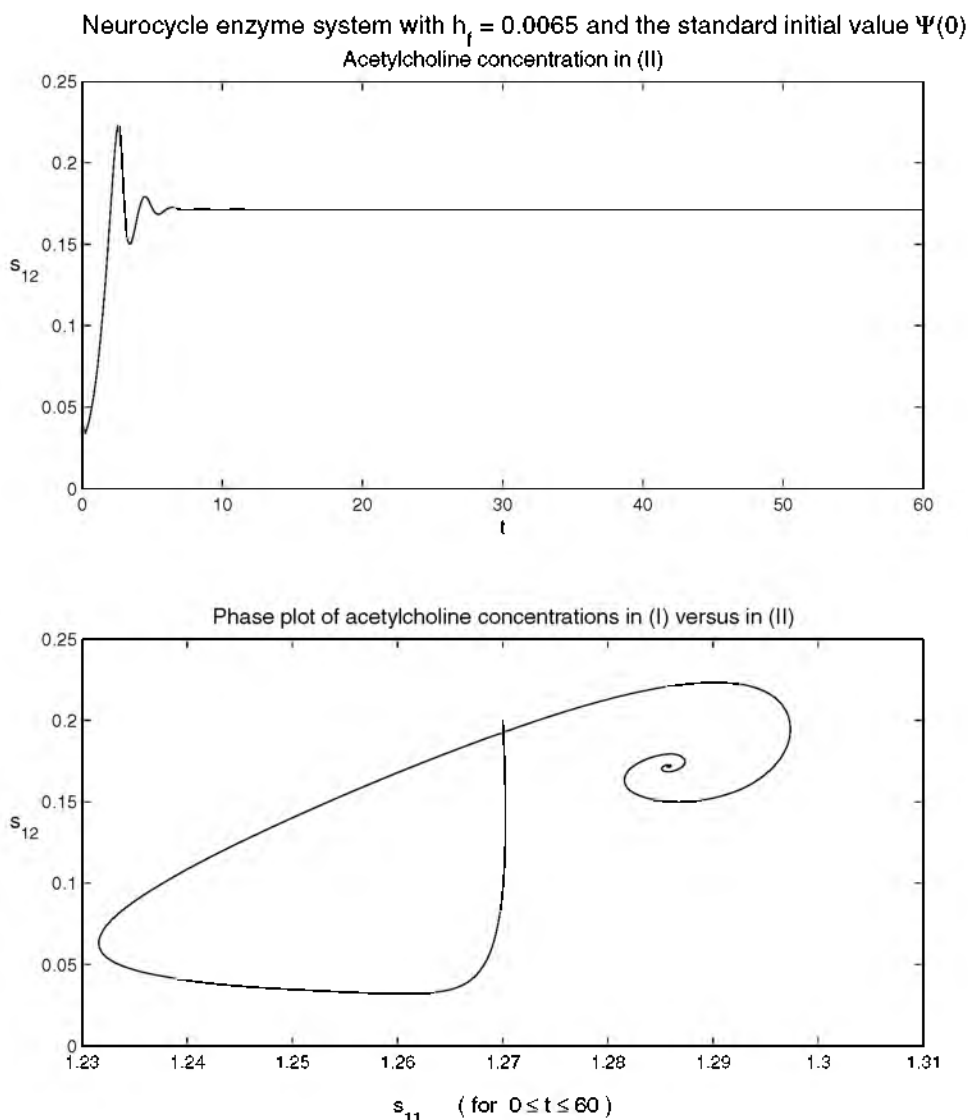 Neurocycle enzyme system with h_f = 0.0065 and the standard initial value Ψ(0)
Acetylcholine concentration in (II)
0.25
0.2
0.15
s_12
0.1
0.05
0
0 10 20 30 40 50 60
t
Phase plot of acetylcholine concentrations in (I) versus in (II)
0.25
0.2
0.15
s_12
0.1
0.05
0
1.23 1.24 1.25 1.26 1.27 1.28 1.29 1.3 1.31
s_11 ( for 0 ≤ t ≤ 60 )